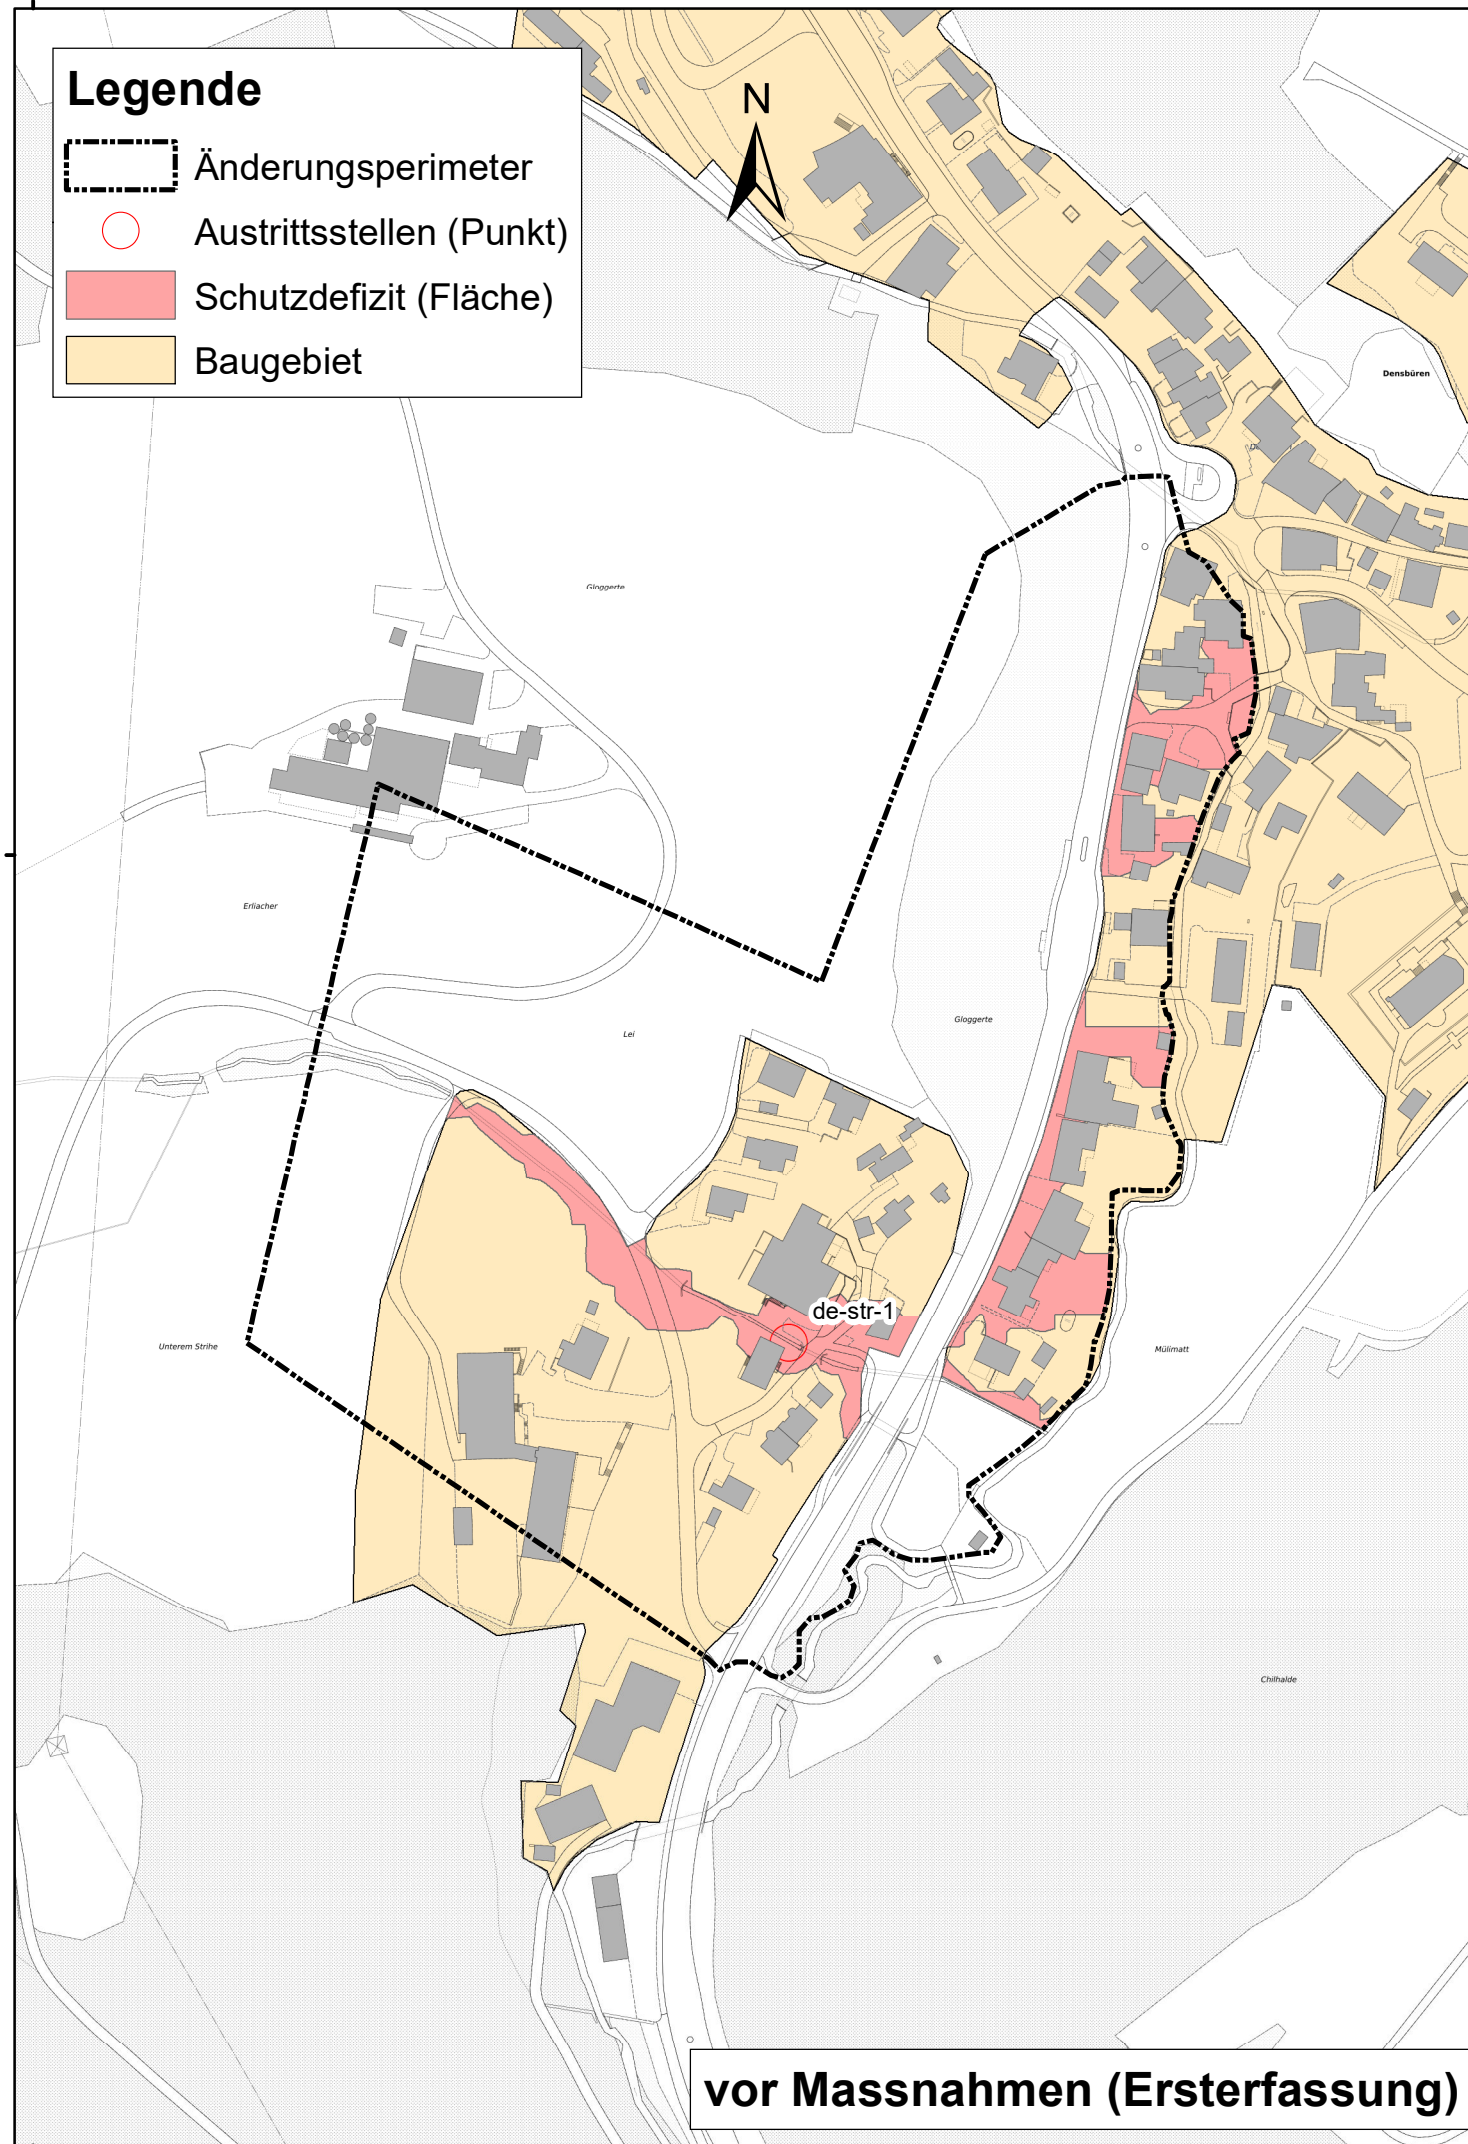 Legende
Änderungsperimeter
Austrittsstellen (Punkt)
Schutzdefizit (Fläche)
Baugebiet
N
Densbüren
Gloggerte
Erliacher
Lei
Gloggerte
de-str-1
Unterem Strihe
Mülimatt
Chilhalde
vor Massnahmen (Ersterfassung)